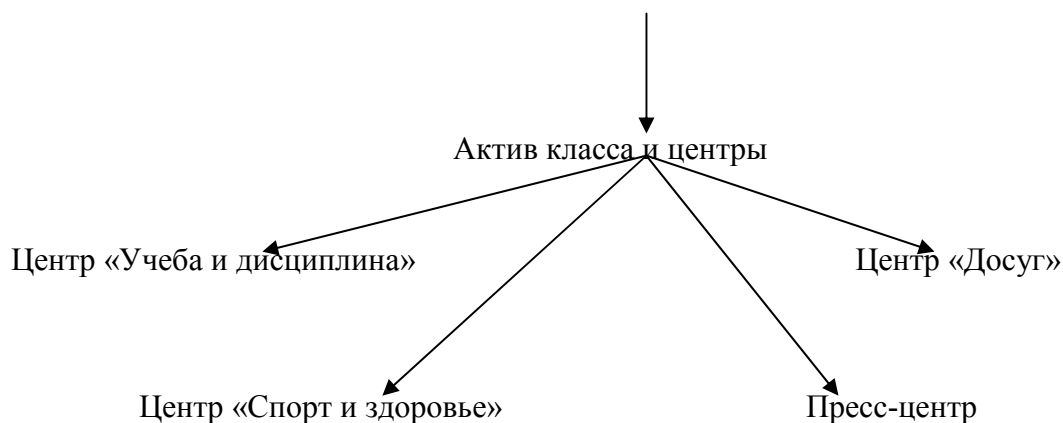 Актив класса и центры
Центр «Учеба и дисциплина»
Центр «Досуг»
Центр «Спорт и здоровье»
Пресс-центр